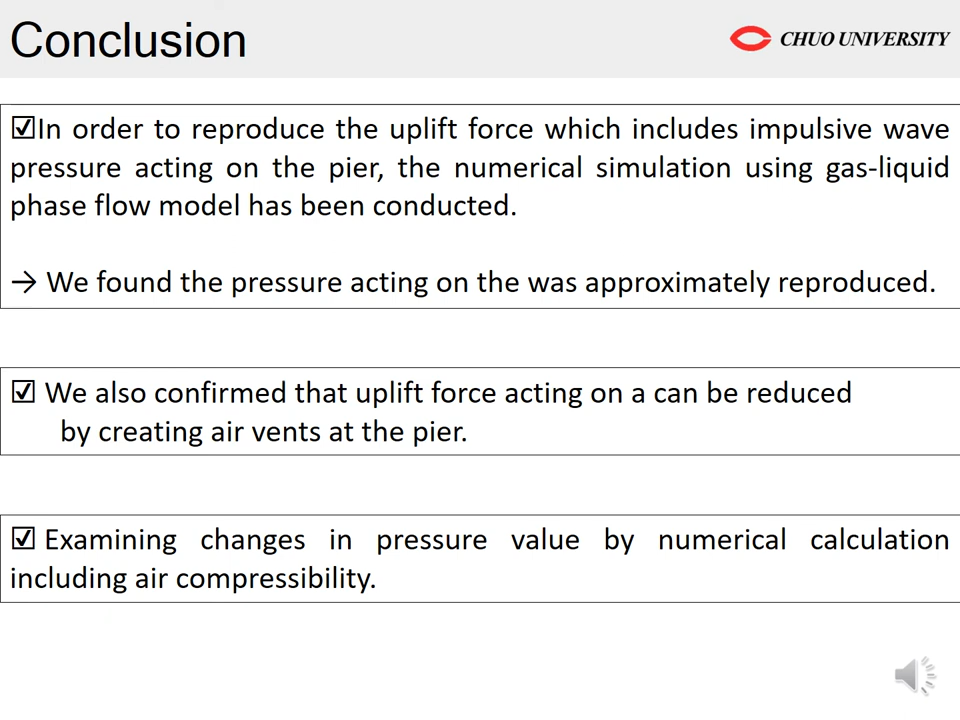 Conclusion
CHUO UNIVERSITY
☑In order to reproduce the uplift force which includes impulsive wave
pressure acting on the pier, the numerical simulation using gas-liquid
phase flow model has been conducted.
→ We found the pressure acting on the was approximately reproduced.
☑ We also confirmed that uplift force acting on a can be reduced
by creating air vents at the pier.
☑ Examining changes in pressure value by numerical calculation
including air compressibility.